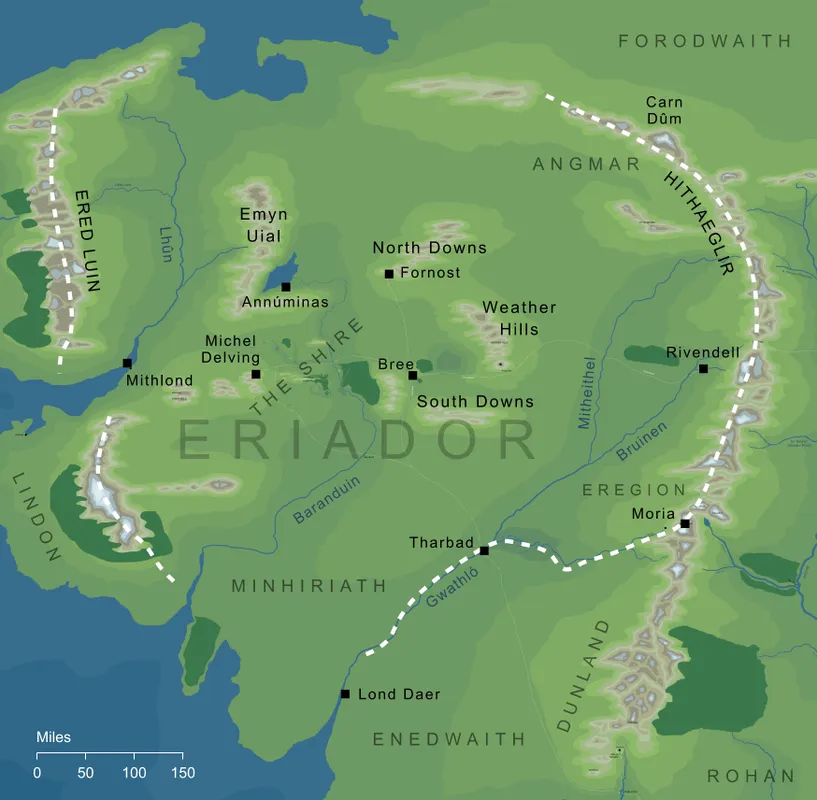 FORODWAITH
Carn
Dûm
ANGMAR
HITHAEGLIR
ERED LUIN
Lhûn
Emyn
Uial
North Downs
Fornost
Annúminas
Weather
Hills
Michel
Delving
THE SHIRE
Bree
Rivendell
Mithlond
South Downs
Mitheithel
ERIADOR
Bruinen
LINDON
Baranduin
EREGION
Moria
Tharbad
MINHIRIATH
Gwathló
DUNLAND
Lond Daer
ENEDWAITH
Miles
0 50 100 150
ROHAN